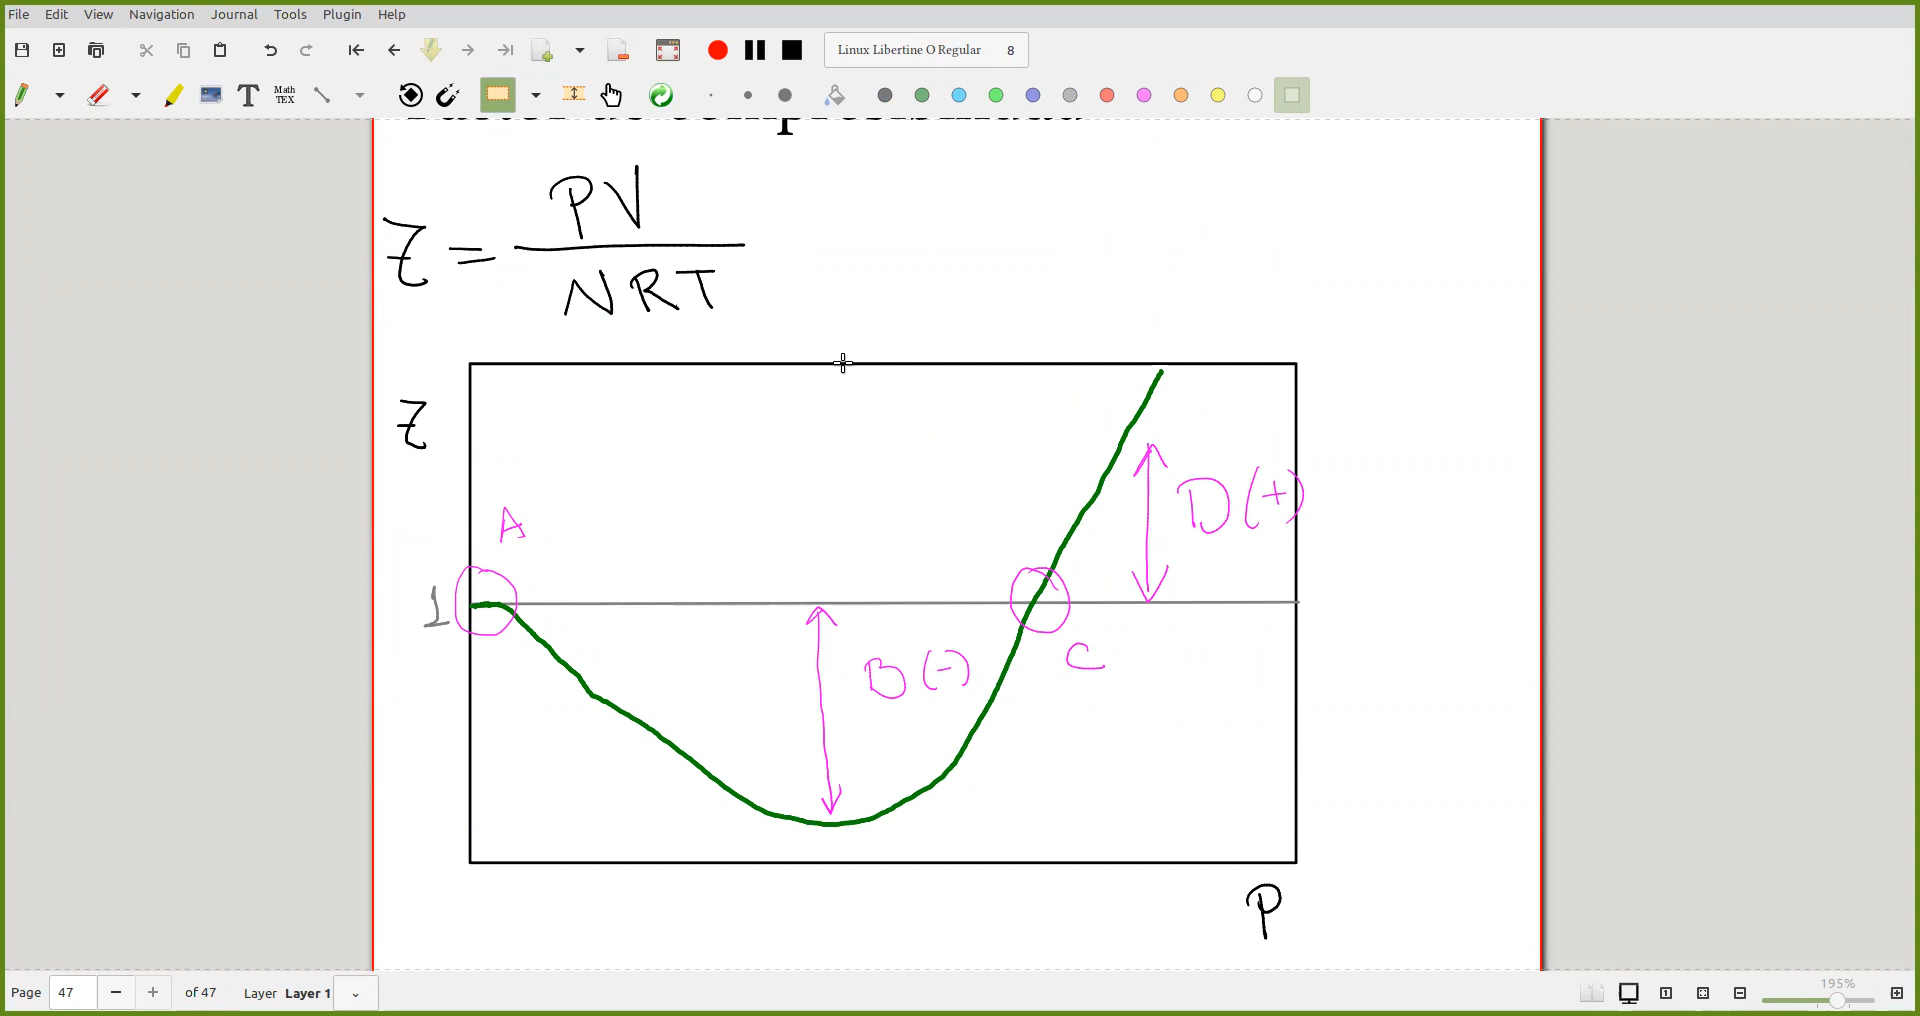 File Edit View Navigation Journal Tools Plugin Help
Linux Libertine O Regular 8
Math
TEX
Z = PV
NRT
Z
A
D (+)
1
B (-)
C
P
Page 47 of 47 Layer Layer 1
195%